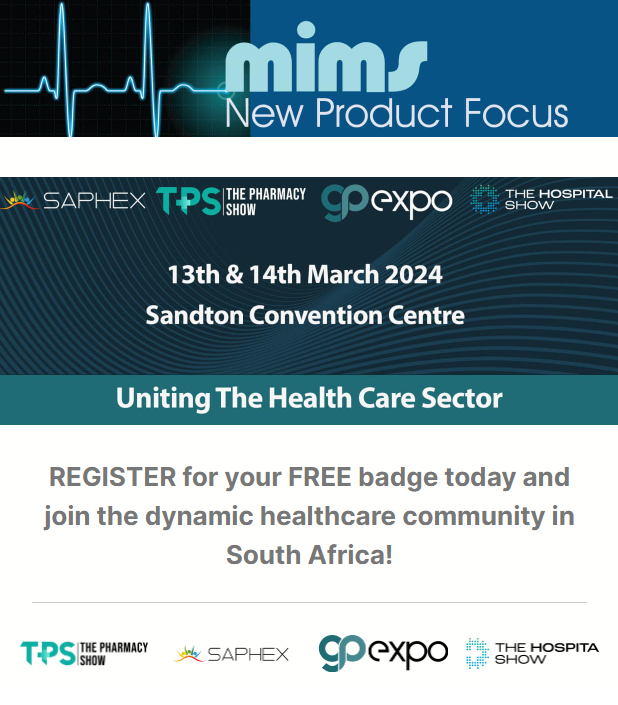 mims
New Product Focus
SAPHEX TPS THE PHARMACY SHOW gp expo THE HOSPITAL SHOW
13th & 14th March 2024
Sandton Convention Centre
Uniting The Health Care Sector
REGISTER for your FREE badge today and
join the dynamic healthcare community in
South Africa!
TPS THE PHARMACY SHOW SAPHEX gp expo THE HOSPITA SHOW